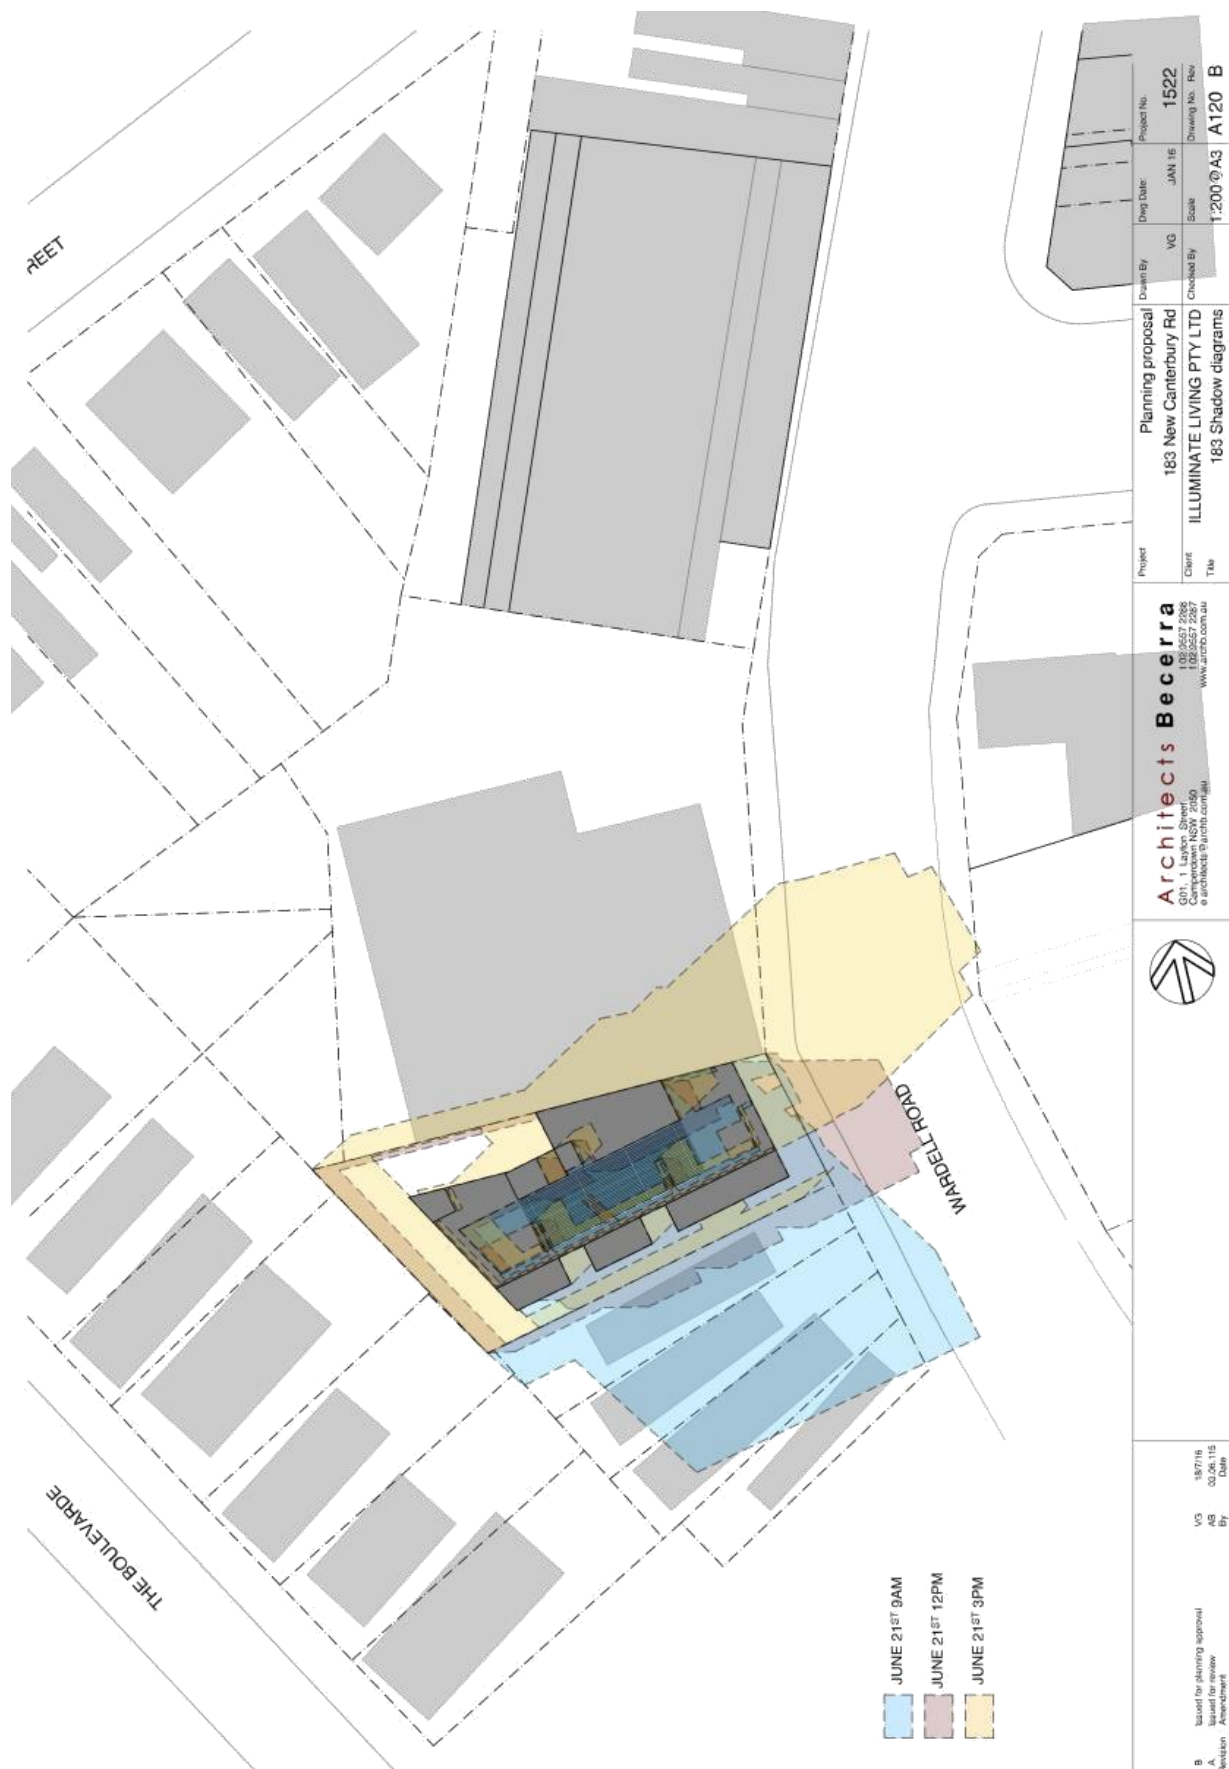 REET
THE BOULEVARDE
WARDELL ROAD
JUNE 21ST 9AM
JUNE 21ST 12PM
JUNE 21ST 3PM
B Issued for planning approval VG 18/7/16
A Issued for review AB
Revision Amendment By Date
Architects Becerra
G01, 1 Layton Street
Camperdown NSW 2050
e architects@archb.com.au
t 02 9557 2288
f 02 9557 2287
www.archb.com.au
Project Planning proposal
183 New Canterbury Rd
Client ILLUMINATE LIVING PTY LTD
Title 183 Shadow diagrams
Drawn By VG
Dwg Date: JAN 16
Project No. 1522
Checked By
Scale 1:200@A3
Drawing No. Rev
A120 B